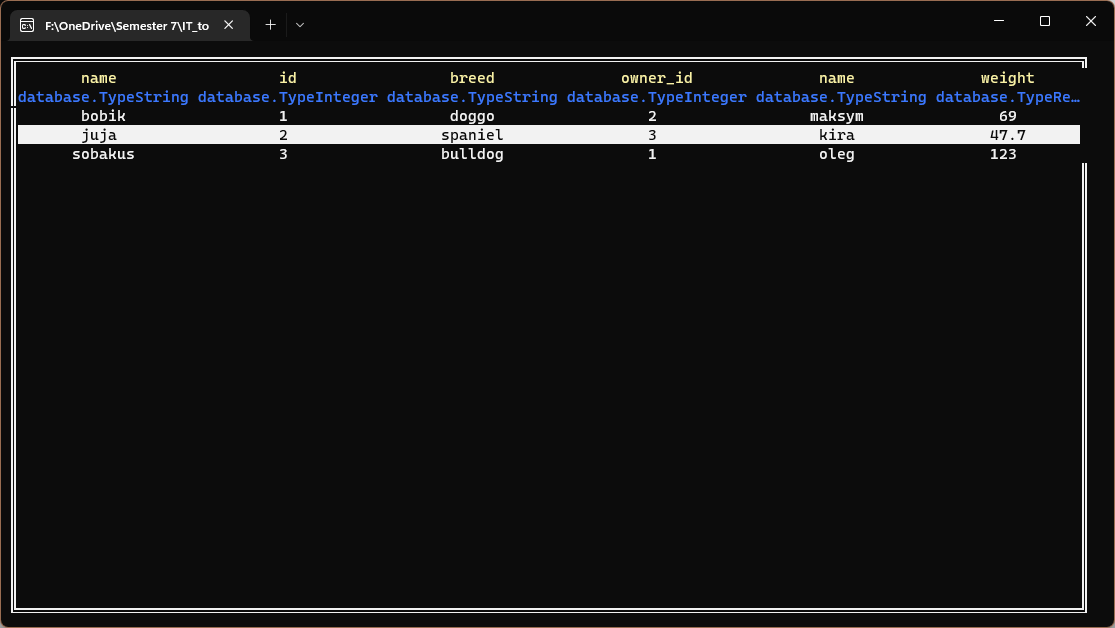 F:\OneDrive\Semester 7\IT_to
name id breed owner_id name weight
database.TypeString database.TypeInteger database.TypeString database.TypeInteger database.TypeString database.TypeRe…
bobik 1 doggo 2 maksym 69
juja 2 spaniel 3 kira 47.7
sobakus 3 bulldog 1 oleg 123